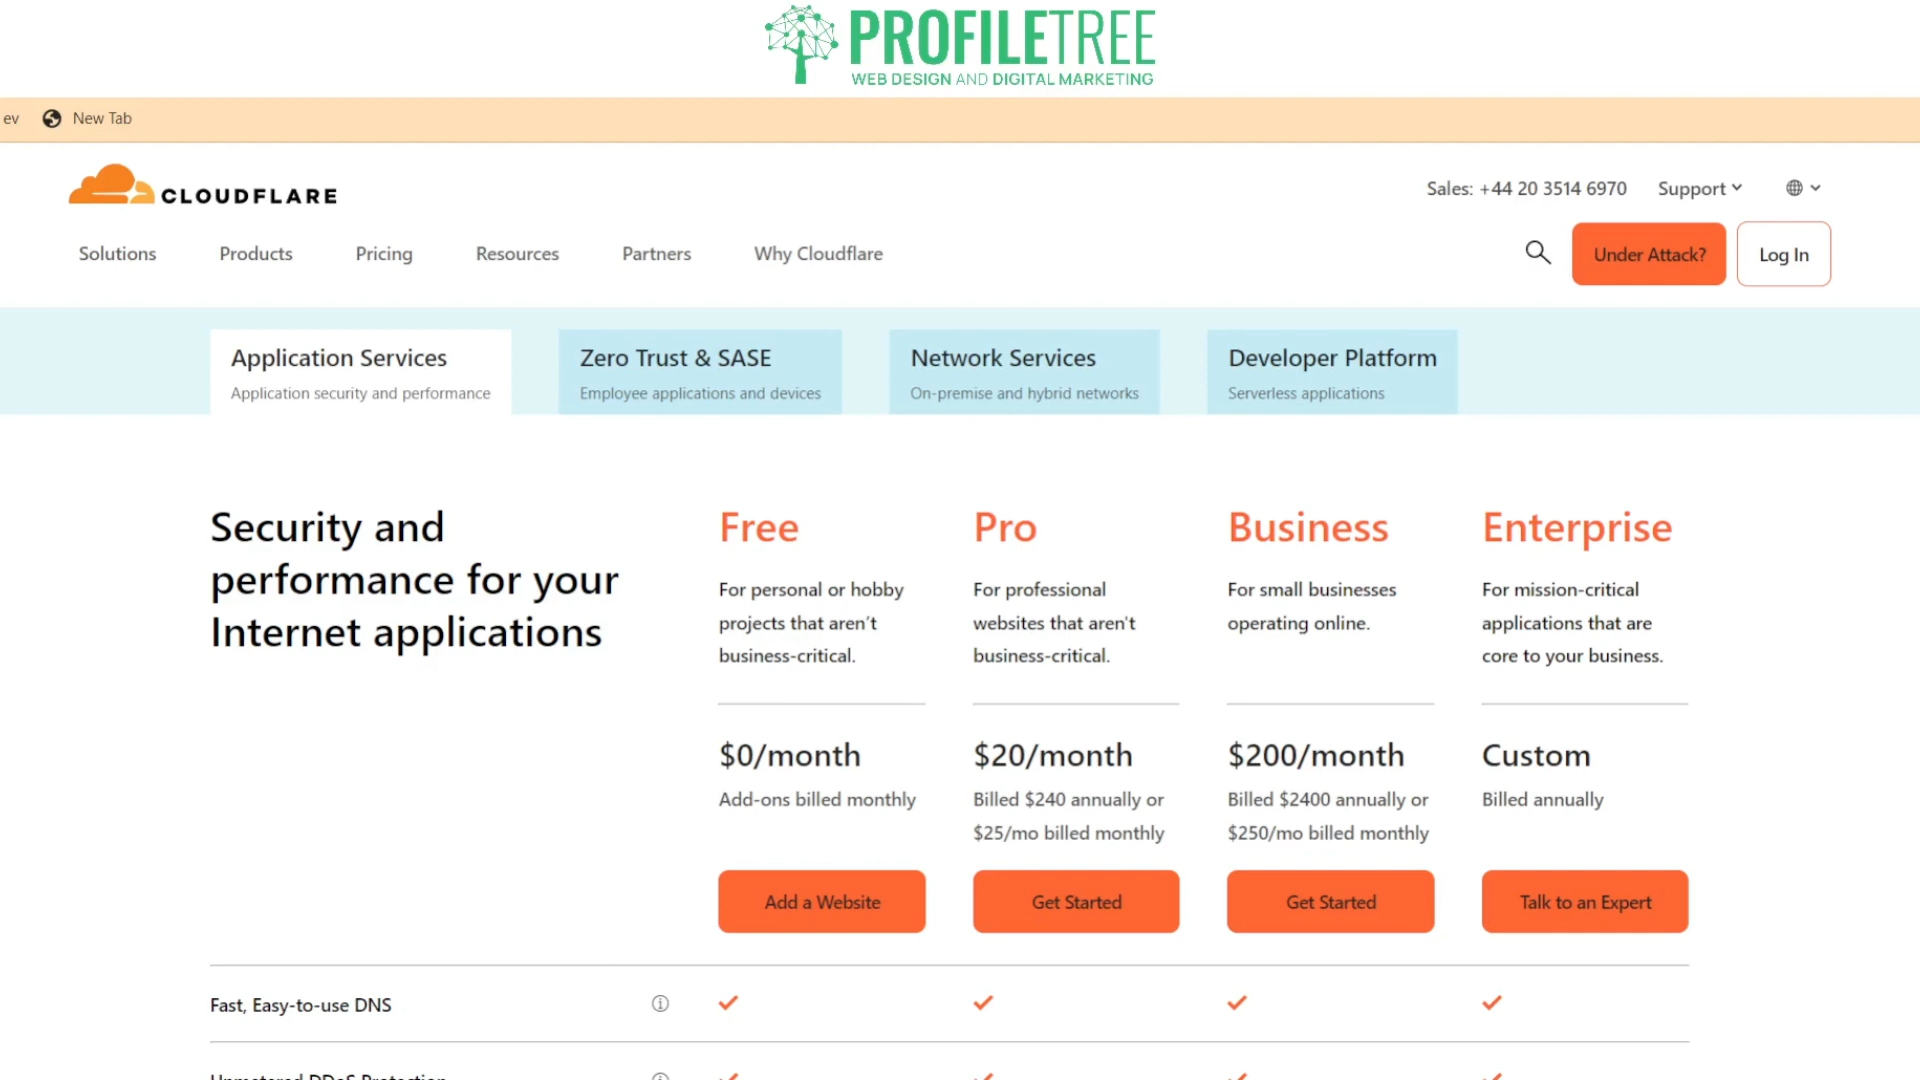 PROFILETREE
WEB DESIGN AND DIGITAL MARKETING
ev New Tab
CLOUDFLARE
Sales: +44 20 3514 6970 Support
Solutions Products Pricing Resources Partners Why Cloudflare
Under Attack? Log In
Application Services
Application security and performance
Zero Trust & SASE
Employee applications and devices
Network Services
On-premise and hybrid networks
Developer Platform
Serverless applications
Security and
performance for your
Internet applications
Free
For personal or hobby
projects that aren't
business-critical.
$0/month
Add-ons billed monthly
Add a Website
Pro
For professional
websites that aren't
business-critical.
$20/month
Billed $240 annually or
$25/mo billed monthly
Get Started
Business
For small businesses
operating online.
$200/month
Billed $2400 annually or
$250/mo billed monthly
Get Started
Enterprise
For mission-critical
applications that are
core to your business.
Custom
Billed annually
Talk to an Expert
Fast, Easy-to-use DNS
Unmetered DDoS Protection